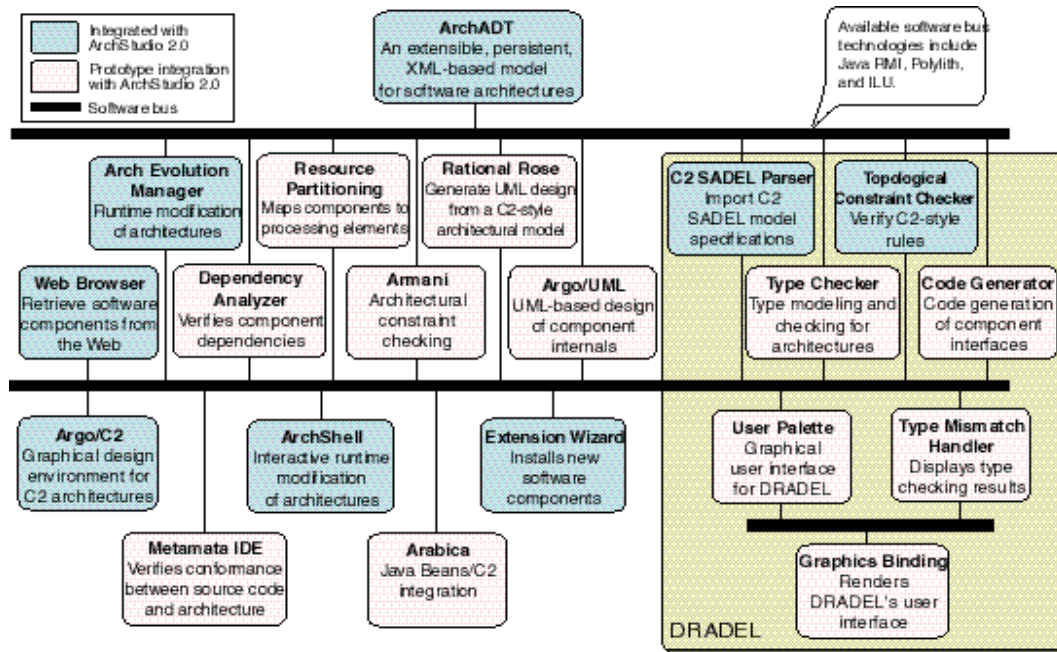 Integrated with
ArchStudio 2.0
Prototype integration
with ArchStudio 2.0
Software bus
ArchADT
An extensible, persistent,
XML-based model
for software architectures
Available software bus
technologies include
Java RMI, Polylith,
and ILU.
Arch Evolution
Manager
Runtime modification
of architectures
Resource
Partitioning
Maps components to
processing elements
Rational Rose
Generate UML design
from a C2-style
architectural model
C2 SADEL Parser
Import C2
SADEL model
specifications
Topological
Constraint Checker
Verify C2-style
rules
Web Browser
Retrieve software
components from
the Web
Dependency
Analyzer
Verifies component
dependencies
Armani
Architectural
constraint
checking
Argo/UML
UML-based design
of component
internals
Type Checker
Type modeling and
checking for
architectures
Code Generator
Code generation
of component
interfaces
Argo/C2
Graphical design
environment for
C2 architectures
ArchShell
Interactive runtime
modification
of architectures
Extension Wizard
Installs new
software
components
User Palette
Graphical
user interface
for DRADEL
Type Mismatch
Handler
Displays type
checking results
Metamata IDE
Verifies conformance
between source code
and architecture
Arabica
Java Beans/C2
integration
Graphics Binding
Renders
DRADEL's user
interface
DRADEL